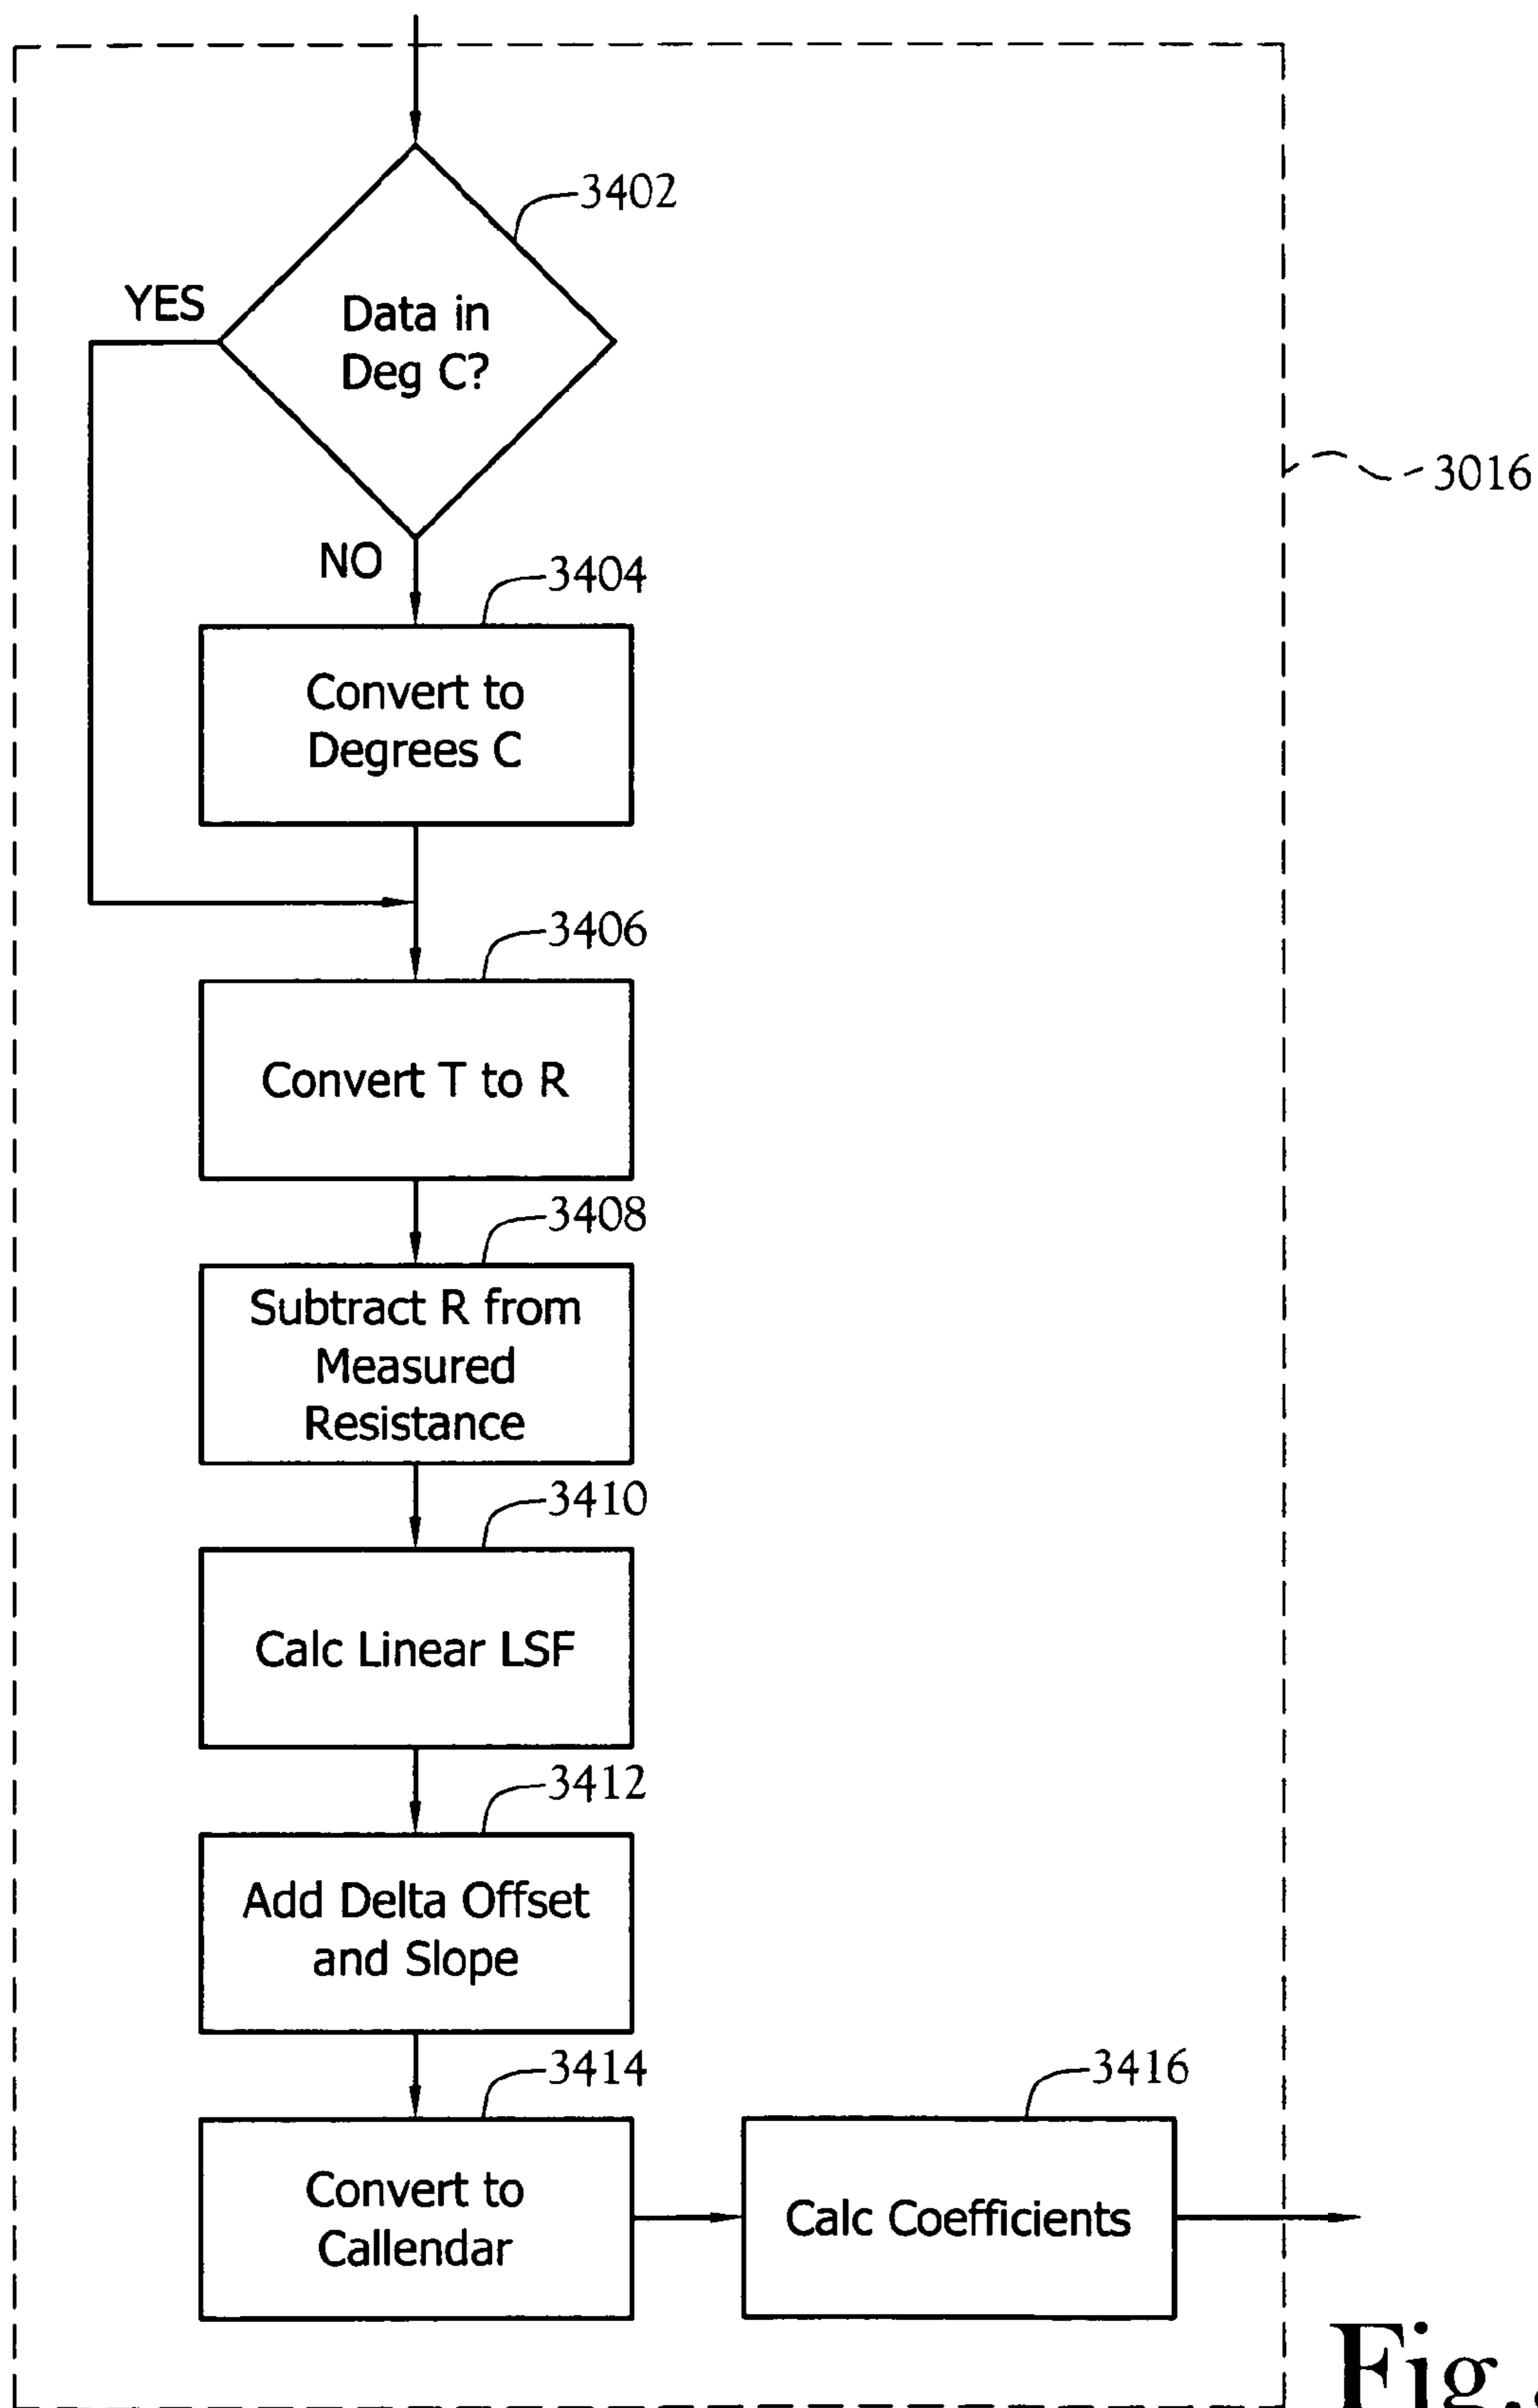 3402
YES
Data in
Deg C?
3016
NO
3404
Convert to
Degrees C
3406
Convert T to R
3408
Subtract R from
Measured
Resistance
3410
Calc Linear LSF
3412
Add Delta Offset
and Slope
3414
3416
Convert to
Callendar
Calc Coefficients
Fig.